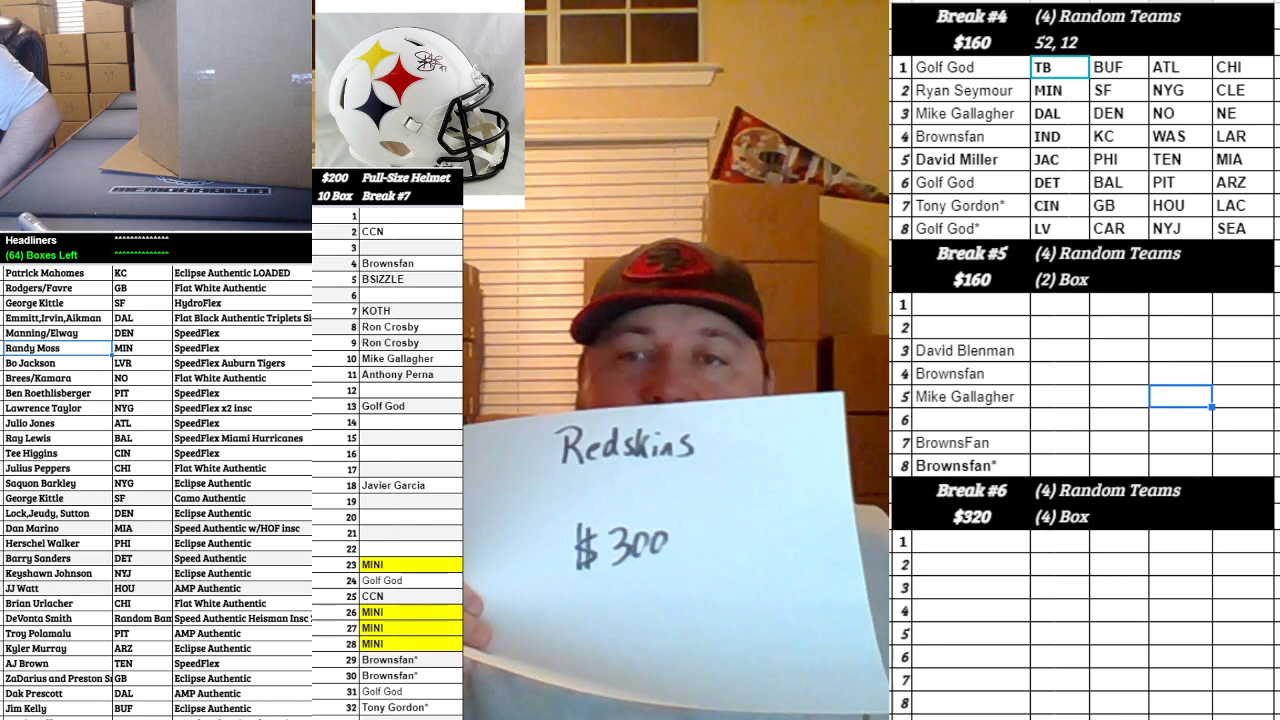 Headliners **************
(64) Boxes Left **************
Patrick Mahomes KC Eclipse Authentic LOADED
Rodgers/Favre GB Flat White Authentic
George Kittle SF HydroFlex
Emmitt,Irvin,Aikman DAL Flat Black Authentic Triplets Si
Manning/Elway DEN SpeedFlex
Randy Moss MIN SpeedFlex
Bo Jackson LVR SpeedFlex Auburn Tigers
Brees/Kamara NO Flat White Authentic
Ben Roethlisberger PIT SpeedFlex
Lawrence Taylor NYG SpeedFlex x2 insc
Julio Jones ATL SpeedFlex
Ray Lewis BAL SpeedFlex Miami Hurricanes
Tee Higgins CIN SpeedFlex
Julius Peppers CHI Flat White Authentic
Saquon Barkley NYG Eclipse Authentic
George Kittle SF Camo Authentic
Lock,Jeudy, Sutton DEN Eclipse Authentic
Dan Marino MIA Speed Authentic w/HOF insc
Herschel Walker PHI Eclipse Authentic
Barry Sanders DET Speed Authentic
Keyshawn Johnson NYJ Eclipse Authentic
JJ Watt HOU AMP Authentic
Brian Urlacher CHI Flat White Authentic
DeVonta Smith Random Ban Speed Authentic Heisman Insc
Troy Polamalu PIT AMP Authentic
Kyler Murray ARZ Eclipse Authentic
AJ Brown TEN SpeedFlex
ZaDarius and Preston S GB Eclipse Authentic
Dak Prescott DAL AMP Authentic
Jim Kelly BUF Eclipse Authentic
$200 Full-Size Helmet
10 Box Break #7
1
2 CCN
3
4 Brownsfan
5 BSIZZLE
6
7 KOTH
8 Ron Crosby
9 Ron Crosby
10 Mike Gallagher
11 Anthony Perna
12
13 Golf God
14
15
16
17
18 Javier Garcia
19
20
21
22
23 MINI
24 Golf God
25 CCN
26 MINI
27 MINI
28 MINI
29 Brownsfan*
30 Brownsfan*
31 Golf God
32 Tony Gordon*
Redskins
$300
Break #4 (4) Random Teams
$160 52, 12
1 Golf God TB BUF ATL CHI
2 Ryan Seymour MIN SF NYG CLE
3 Mike Gallagher DAL DEN NO NE
4 Brownsfan IND KC WAS LAR
5 David Miller JAC PHI TEN MIA
6 Golf God DET BAL PIT ARZ
7 Tony Gordon* CIN GB HOU LAC
8 Golf God* LV CAR NYJ SEA
Break #5 (4) Random Teams
$160 (2) Box
1
2
3 David Blenman
4 Brownsfan
5 Mike Gallagher
6
7 BrownsFan
8 Brownsfan*
Break #6 (4) Random Teams
$320 (4) Box
1
2
3
4
5
6
7
8